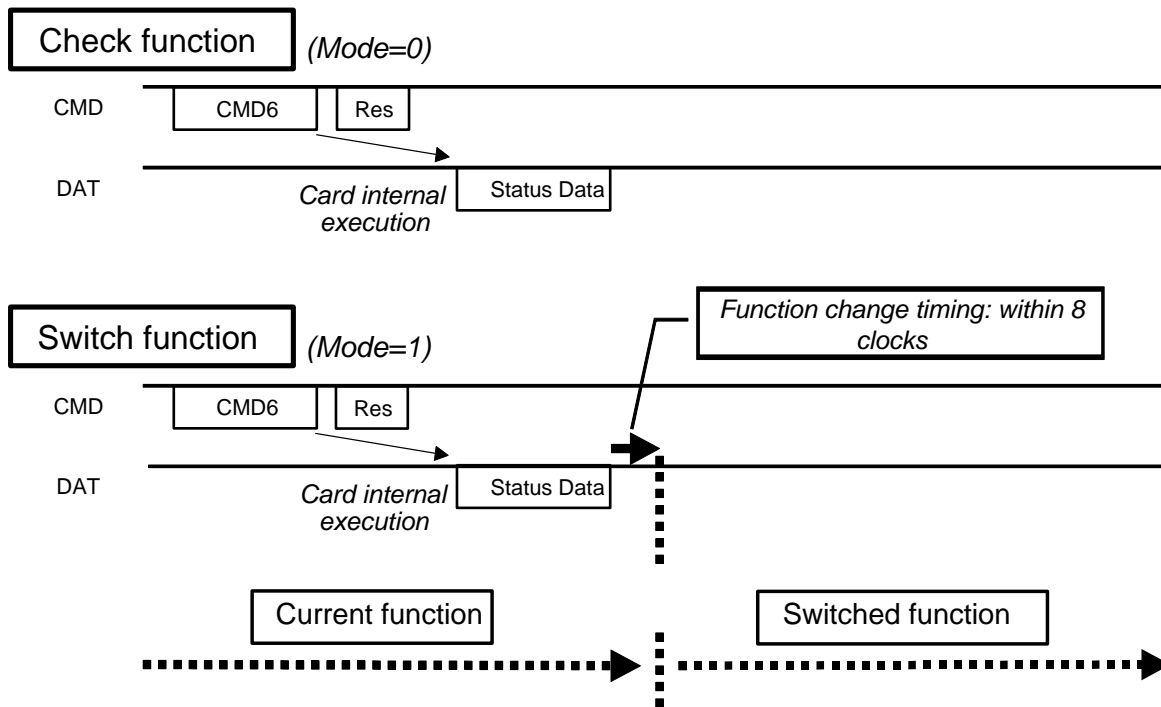 Check function
(Mode=0)
CMD
CMD6
Res
DAT
Card internal
execution
Status Data
Function change timing: within 8
clocks
Switch function
(Mode=1)
CMD
CMD6
Res
DAT
Card internal
execution
Status Data
Current function
Switched function